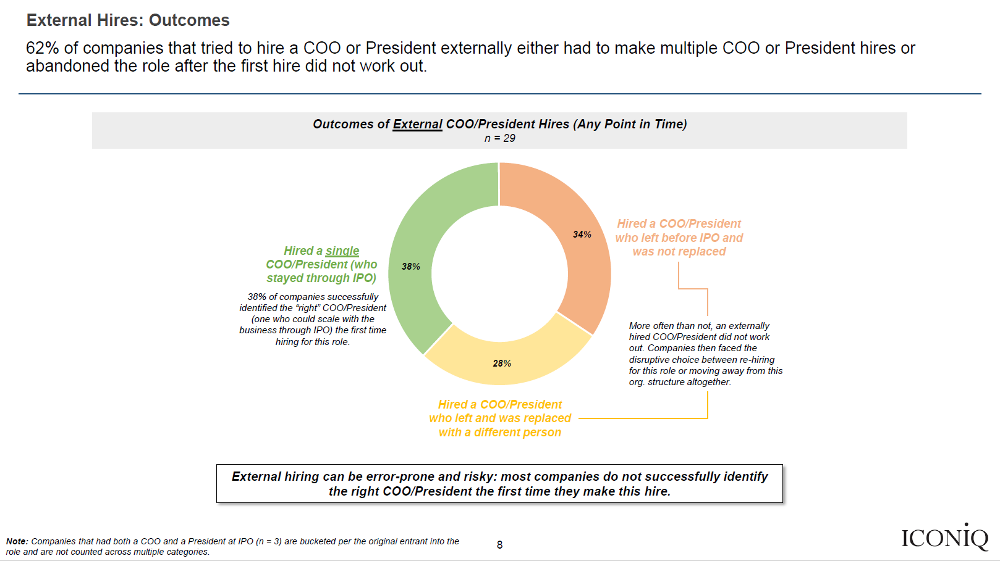 External Hires: Outcomes
62% of companies that tried to hire a COO or President externally either had to make multiple COO or President hires or
abandoned the role after the first hire did not work out.
Outcomes of External COO/President Hires (Any Point in Time)
n = 29
34%
38%
28%
Hired a COO/President
who left before IPO and
was not replaced
Hired a single
COO/President (who
stayed through IPO)
38% of companies successfully
identified the “right” COO/President
(one who could scale with the
business through IPO) the first time
hiring for this role.
More often than not, an externally
hired COO/President did not work
out. Companies then faced the
disruptive choice between re-hiring
for this role or moving away from this
org. structure altogether.
Hired a COO/President
who left and was replaced
with a different person
External hiring can be error-prone and risky: most companies do not successfully identify
the right COO/President the first time they make this hire.
Note: Companies that had both a COO and a President at IPO (n = 3) are bucketed per the original entrant into the
role and are not counted across multiple categories.
8
ICONIQ